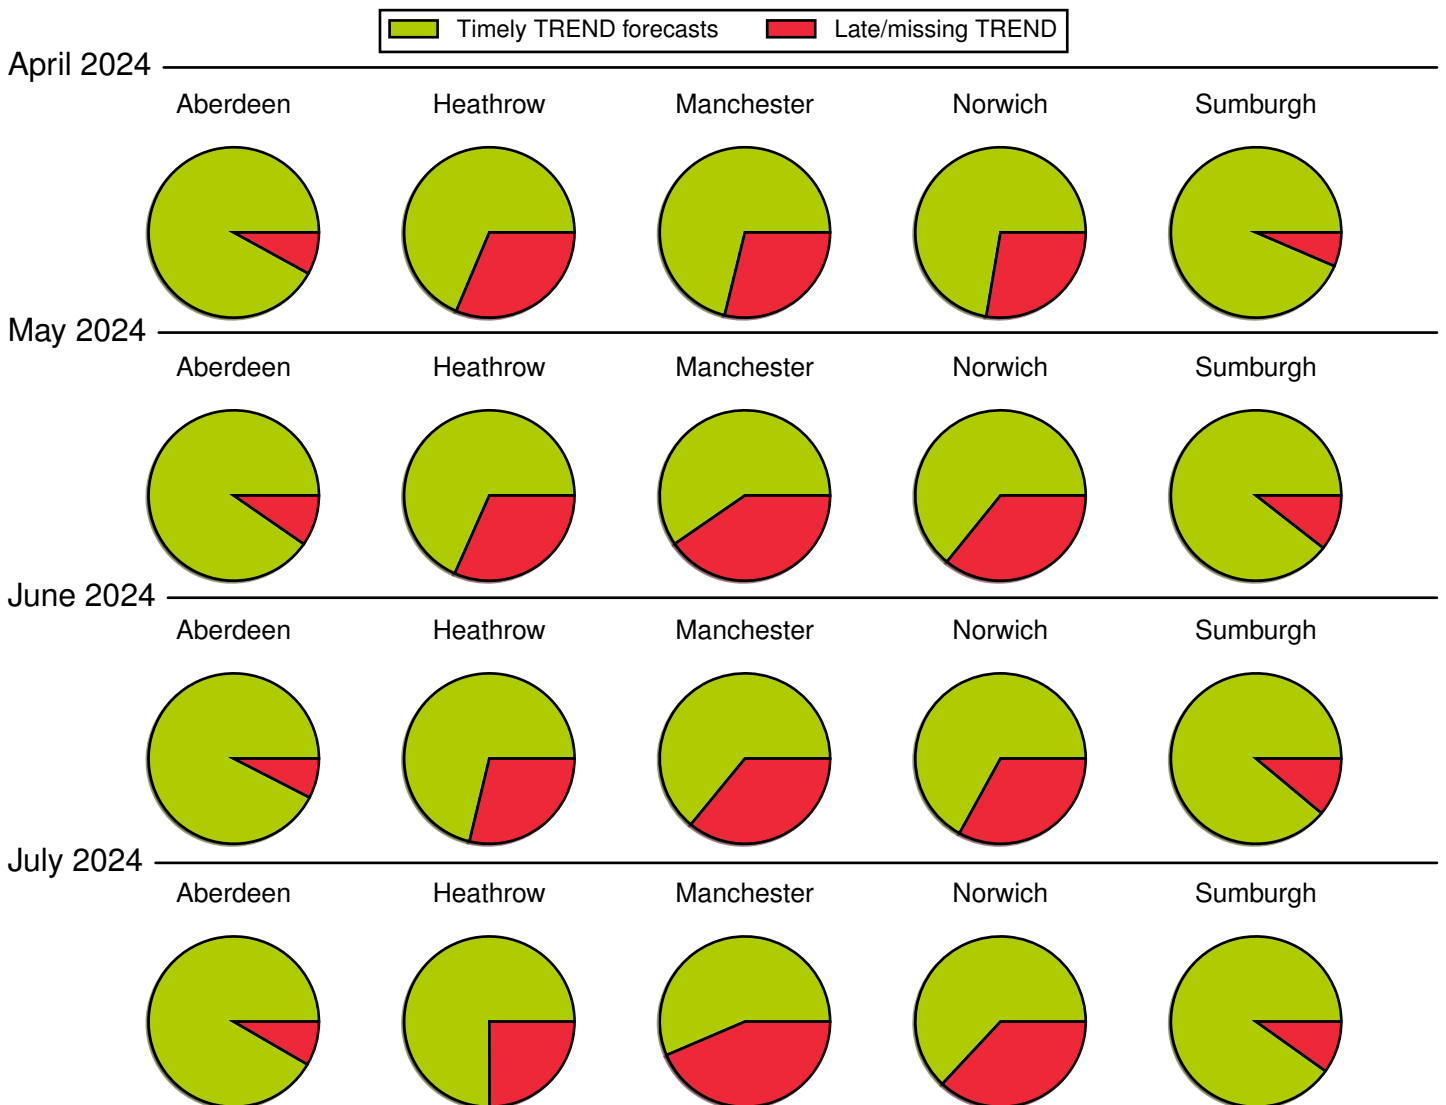 Timely TREND forecasts Late/missing TREND
April 2024
Aberdeen Heathrow Manchester Norwich Sumburgh
May 2024
Aberdeen Heathrow Manchester Norwich Sumburgh
June 2024
Aberdeen Heathrow Manchester Norwich Sumburgh
July 2024
Aberdeen Heathrow Manchester Norwich Sumburgh